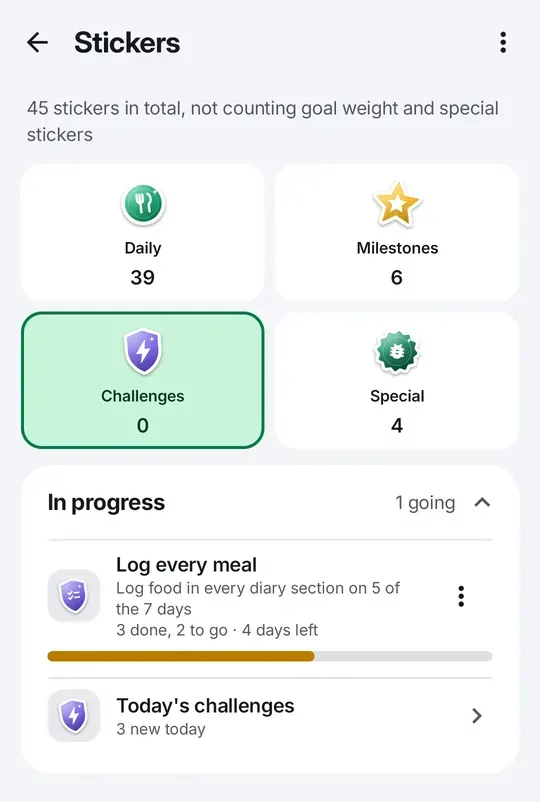 Stickers
45 stickers in total, not counting goal weight and special
stickers
Daily
39
Milestones
6
Challenges
0
Special
4
In progress
1 going
Log every meal
Log food in every diary section on 5 of
the 7 days
3 done, 2 to go · 4 days left
Today's challenges
3 new today